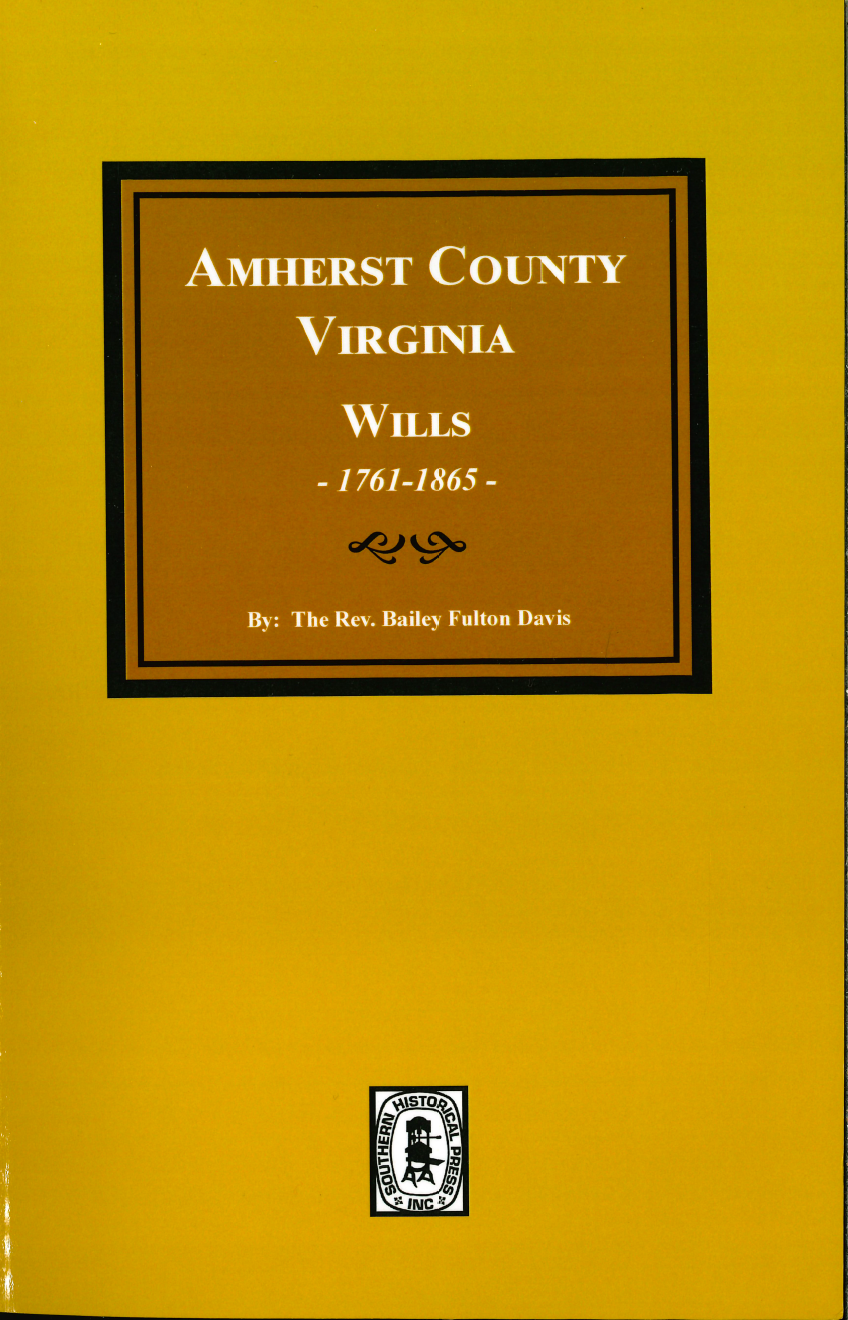 AMHERST COUNTY
VIRGINIA
WILLS
- 1761-1865 -
By: The Rev. Bailey Fulton Davis
SOUTHERN HISTORICAL PRESS
INC